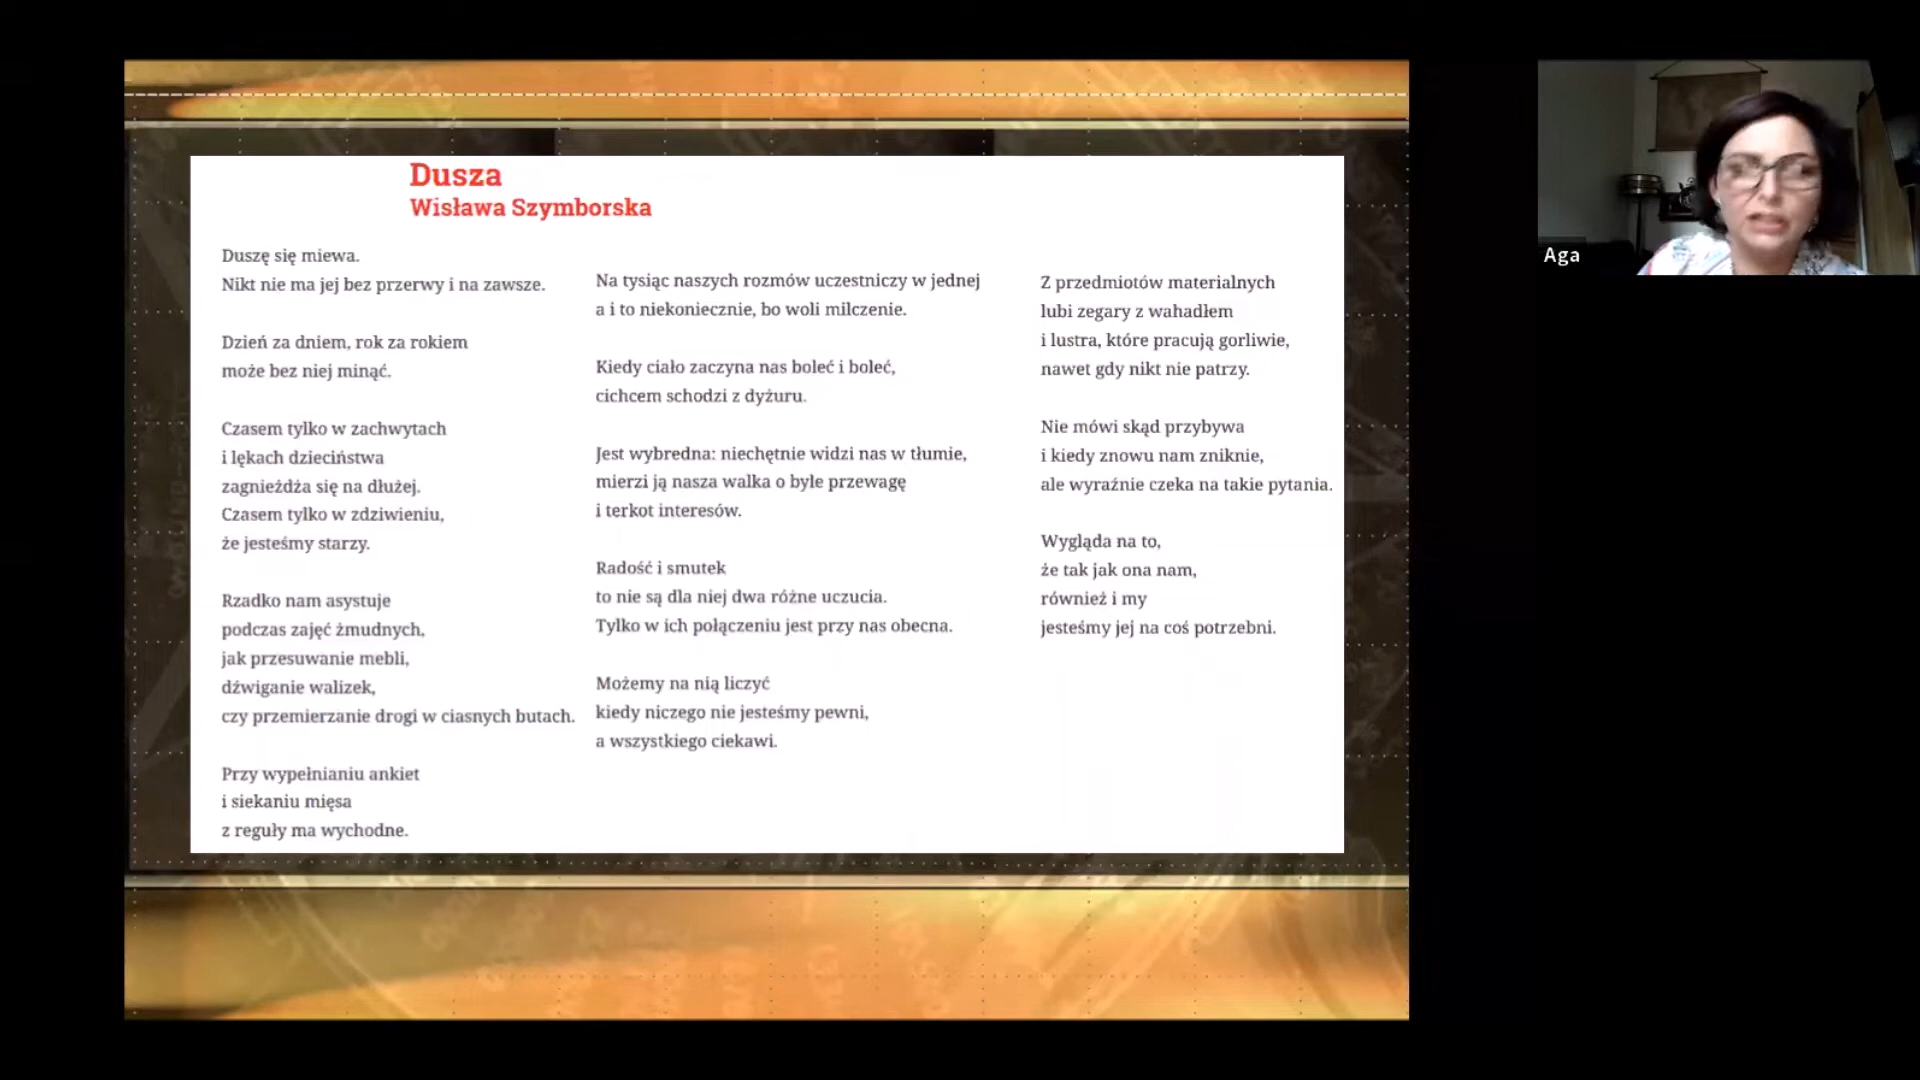 Dusza
Wisława Szymborska
Duszę się miewa.
Nikt nie ma jej bez przerwy i na zawsze.
Dzień za dniem, rok za rokiem
może bez niej minąć.
Czasem tylko w zachwytach
i lękach dzieciństwa
zagnieżdża się na dłużej.
Czasem tylko w zdziwieniu,
że jesteśmy starzy.
Rzadko nam asystuje
podczas zajęć żmudnych,
jak przesuwanie mebli,
dźwiganie walizek,
czy przemierzanie drogi w ciasnych butach.
Przy wypełnianiu ankiet
i siekaniu mięsa
z reguły ma wychodne.
Na tysiąc naszych rozmów uczestniczy w jednej
a i to niekoniecznie, bo woli milczenie.
Kiedy ciało zaczyna nas boleć i boleć,
cichcem schodzi z dyżuru.
Jest wybredna: niechętnie widzi nas w tłumie,
mierzi ją nasza walka o byle przewagę
i terkot interesów.
Radość i smutek
to nie są dla niej dwa różne uczucia.
Tylko w ich połączeniu jest przy nas obecna.
Możemy na nią liczyć
kiedy niczego nie jesteśmy pewni,
a wszystkiego ciekawi.
Z przedmiotów materialnych
lubi zegary z wahadłem
i lustra, które pracują gorliwie,
nawet gdy nikt nie patrzy.
Nie mówi skąd przybywa
i kiedy znowu nam zniknie,
ale wyraźnie czeka na takie pytania.
Wygląda na to,
że tak jak ona nam,
również i my
jesteśmy jej na coś potrzebni.
Aga